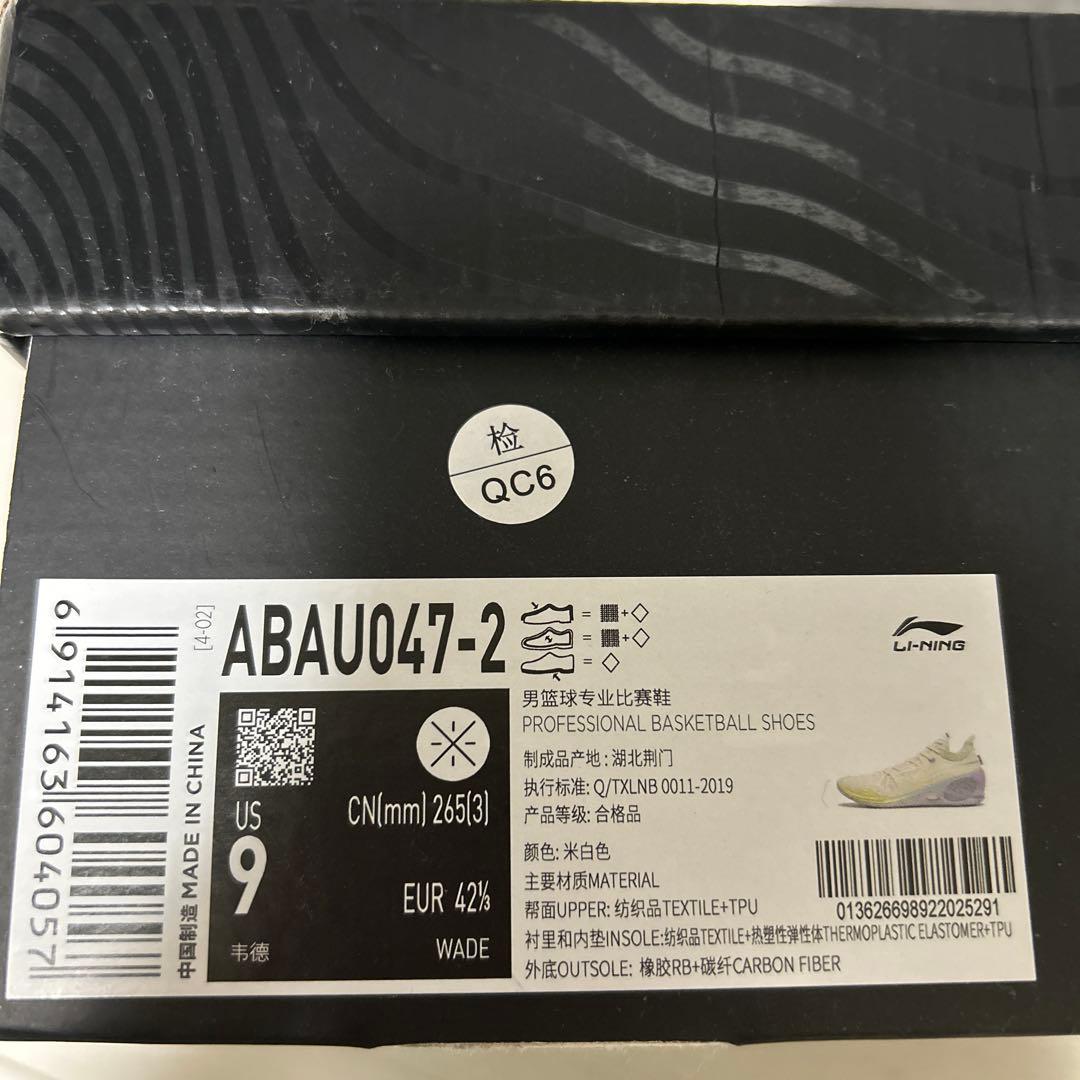 检
QC6
6914163604057
中国制造 MADE IN CHINA
[4-02]
ABAU047-2
US
9
韦德
CN(mm) 265(3)
EUR 42⅓
WADE
= +
= +
=
男篮球专业比赛鞋
PROFESSIONAL BASKETBALL SHOES
制成品产地: 湖北荆门
执行标准: Q/TXLNB 0011-2019
产品等级: 合格品
颜色: 米白色
主要材质MATERIAL
帮面UPPER: 纺织品TEXTILE+TPU
衬里和内垫INSOLE:纺织品TEXTILE+热塑性弹性体THERMOPLASTIC ELASTOMER+TPU
外底OUTSOLE: 橡胶RB+碳纤CARBON FIBER
LI-NING
013626698922025291